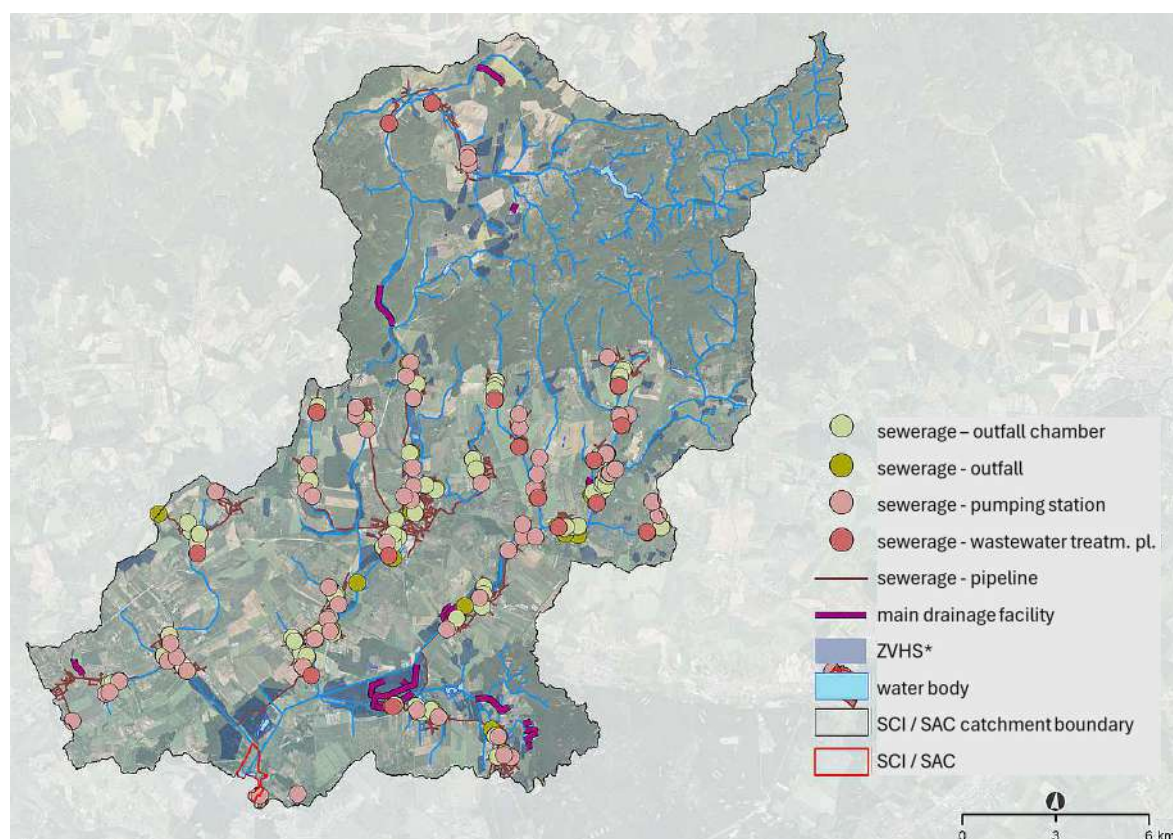 sewerage – outfall chamber
sewerage - outfall
sewerage - pumping station
sewerage - wastewater treatm. pl.
sewerage - pipeline
main drainage facility
ZVHS*
water body
SCI / SAC catchment boundary
SCI / SAC
0 3 6 km